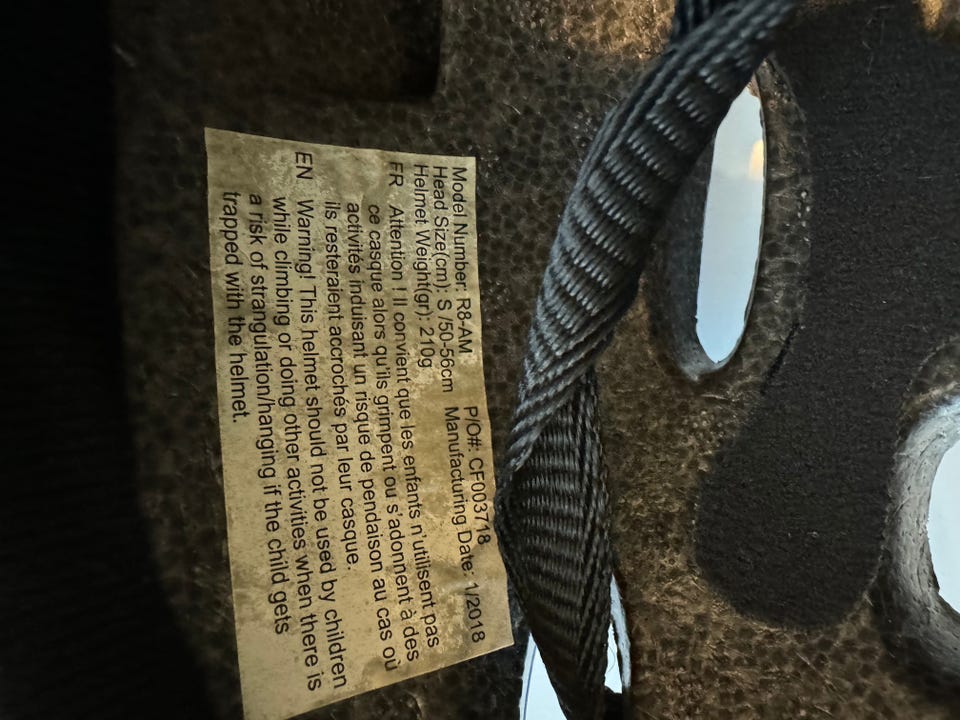 Model Number: R8-AM P/O#: CF003718
Head Size(cm): S /50-56cm Manufacturing Date: 1/2018
Helmet Weight(gr): 210g
FR Attention ! Il convient que les enfants n'utilisent pas
ce casque alors qu'ils grimpent ou s'adonnent à des
activités induisant un risque de pendaison au cas où
ils resteraient accrochés par leur casque.
EN Warning! This helmet should not be used by children
while climbing or doing other activities when there is
a risk of strangulation/hanging if the child gets
trapped with the helmet.